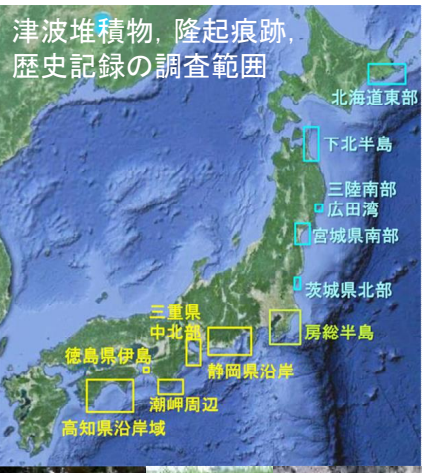 津波堆積物, 隆起痕跡,
歴史記録の調査範囲
北海道東部
下北半島
三陸南部
広田湾
宮城県南部
茨城県北部
三重県
中北部
房総半島
徳島県伊島
静岡県沿岸
潮岬周辺
高知県沿岸域